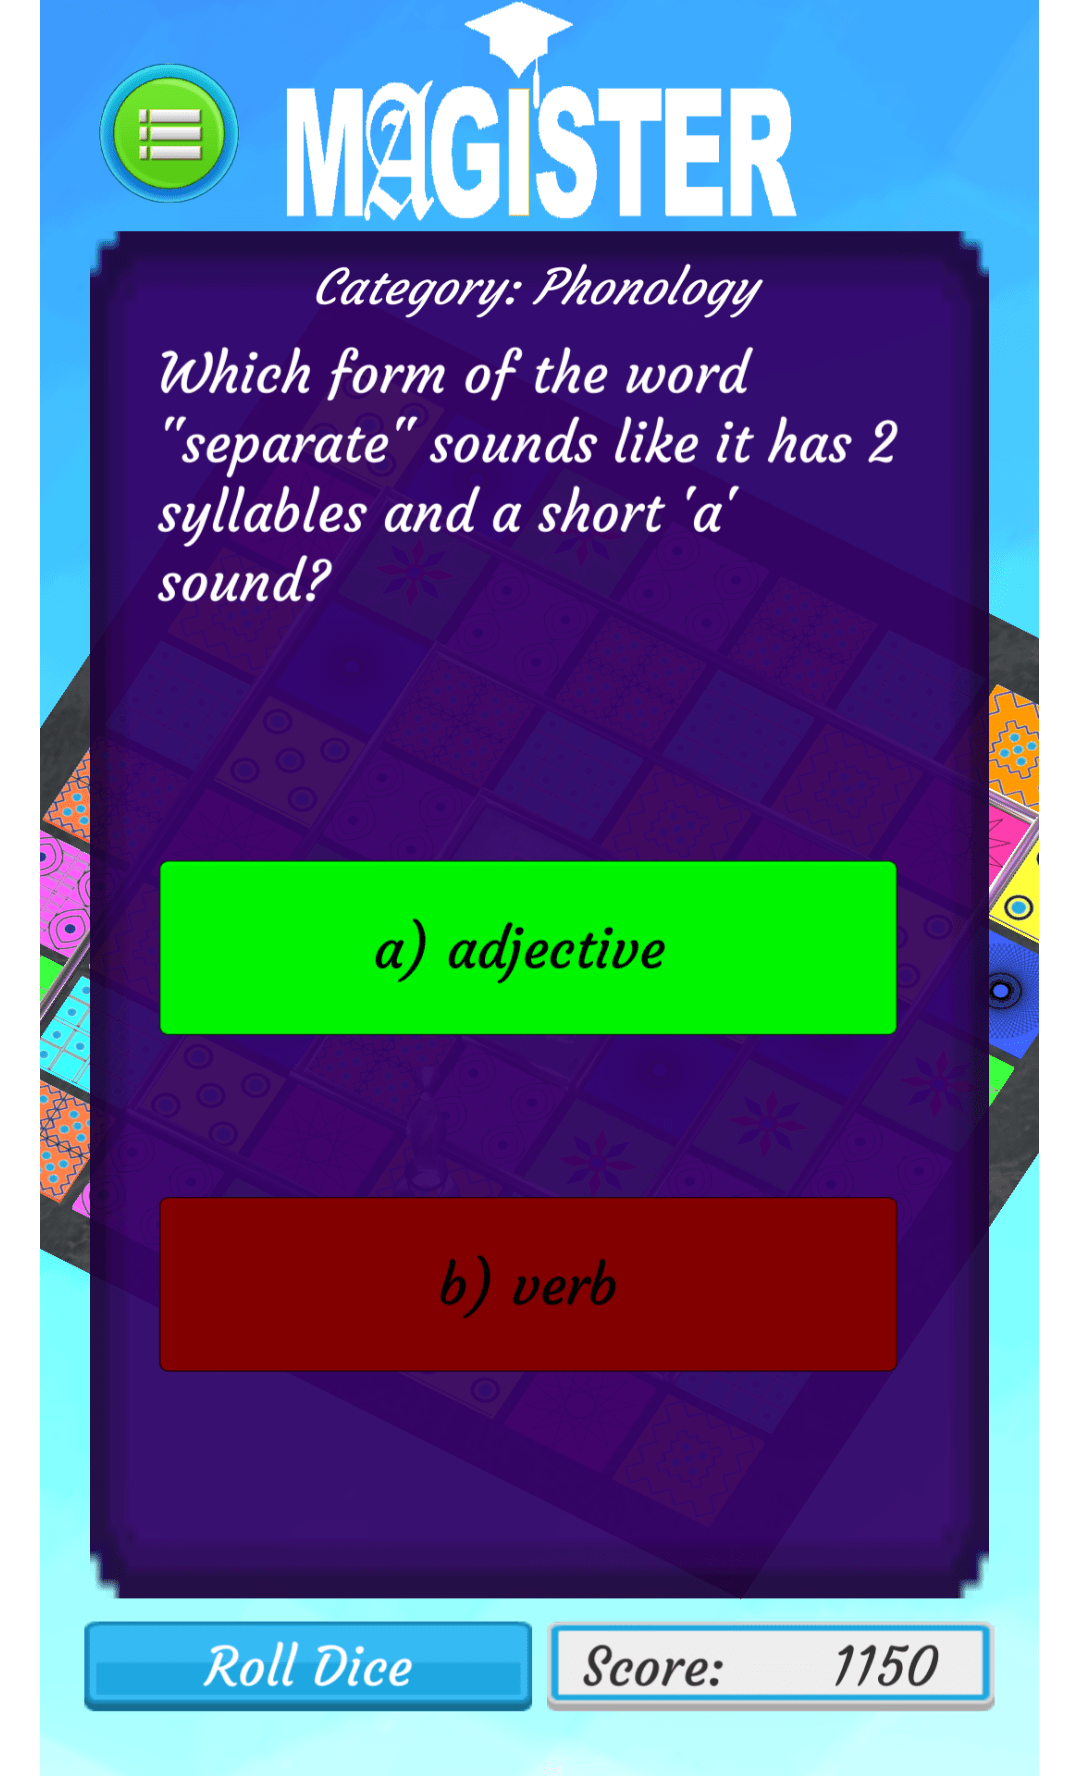 MAGISTER
Category: Phonology
Which form of the word
"separate" sounds like it has 2
syllables and a short 'a'
sound?
a) adjective
b) verb
Roll Dice
Score: 1150